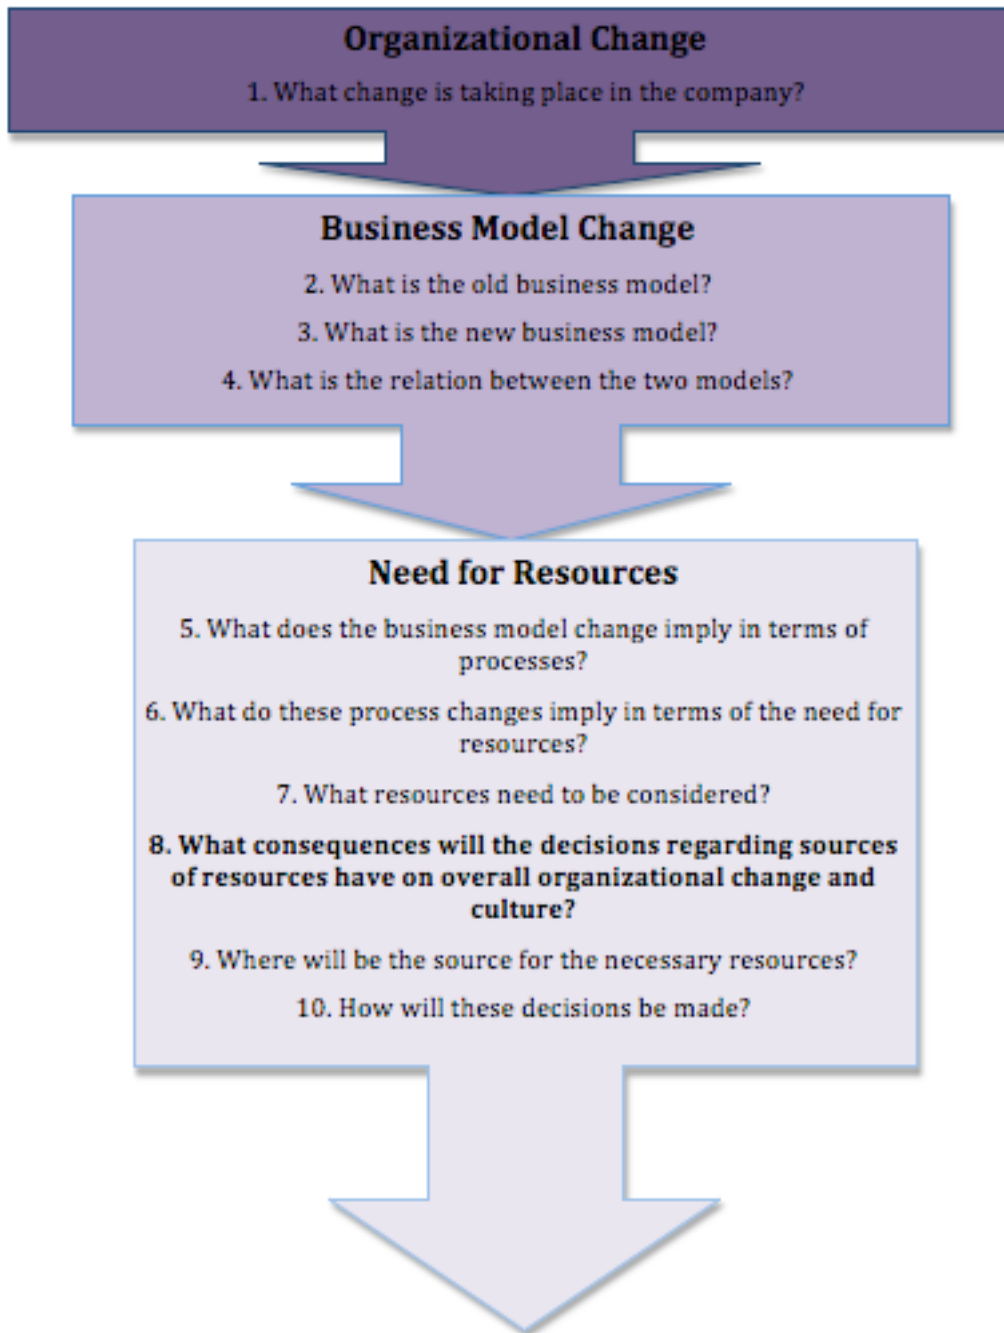 Organizational Change
1. What change is taking place in the company?
Business Model Change
2. What is the old business model?
3. What is the new business model?
4. What is the relation between the two models?
Need for Resources
5. What does the business model change imply in terms of
processes?
6. What do these process changes imply in terms of the need for
resources?
7. What resources need to be considered?
8. What consequences will the decisions regarding sources
of resources have on overall organizational change and
culture?
9. Where will be the source for the necessary resources?
10. How will these decisions be made?